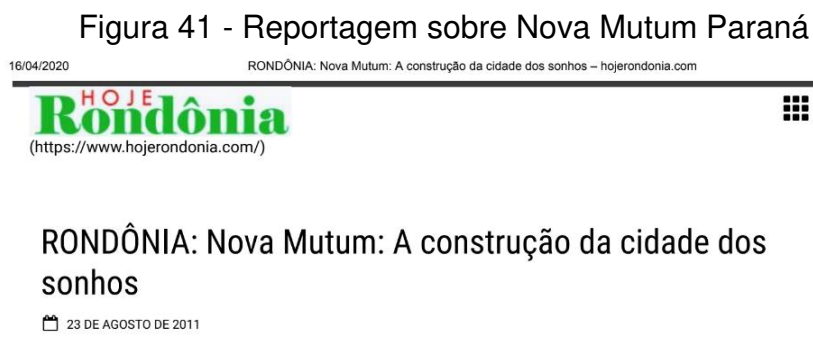 Figura 41 - Reportagem sobre Nova Mutum Paraná
16/04/2020 RONDÔNIA: Nova Mutum: A construção da cidade dos sonhos – hojerondonia.com
HOJE
Rondônia
(https://www.hojerondonia.com/)
RONDÔNIA: Nova Mutum: A construção da cidade dos
sonhos
23 DE AGOSTO DE 2011